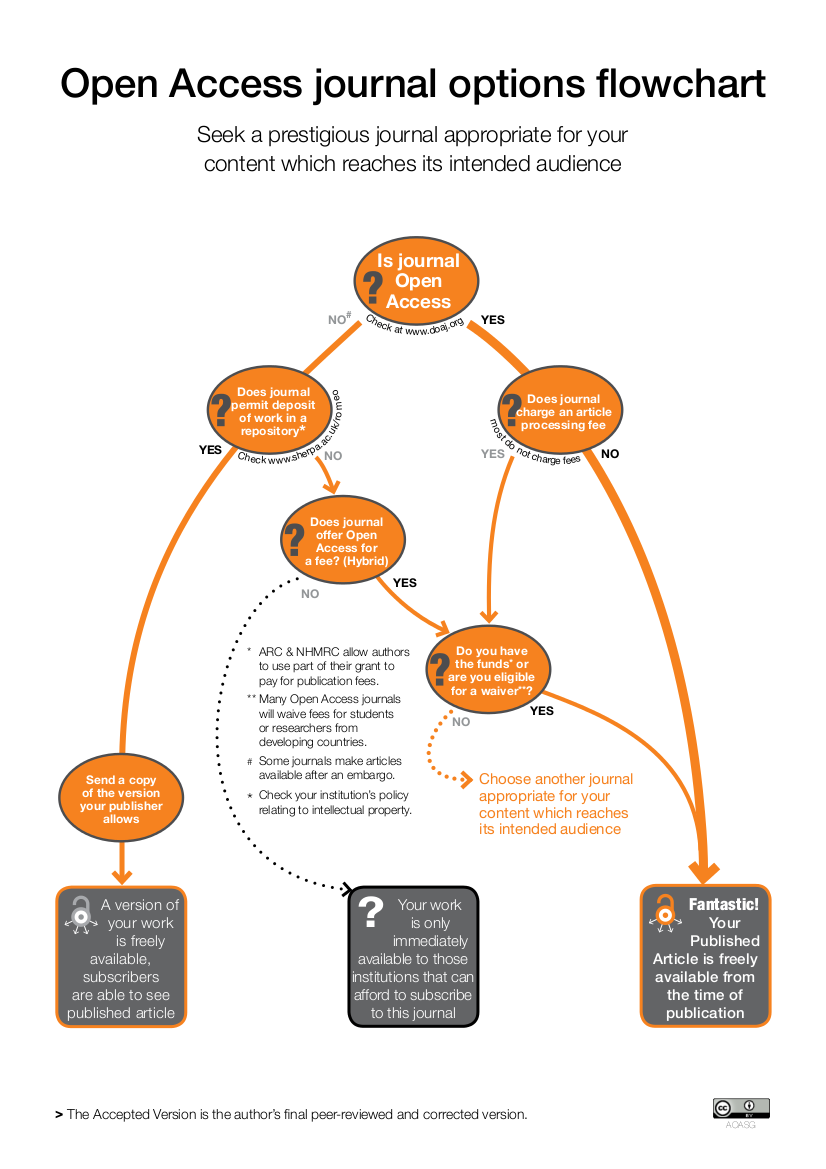 Open Access journal options flowchart
Seek a prestigious journal appropriate for your
content which reaches its intended audience
Is journal
Open
Access
?
Check at www.doaj.org
NO#
YES
Does journal
permit deposit
of work in a
repository*
?
Check www.sherpa.ac.uk/romeo
YES
NO
Does journal
charge an article
processing fee
?
most do not charge fees
YES
NO
Does journal
offer Open
Access for
a fee? (Hybrid)
?
YES
NO
Do you have
the funds* or
are you eligible
for a waiver**?
?
YES
NO
* ARC & NHMRC allow authors
to use part of their grant to
pay for publication fees.
** Many Open Access journals
will waive fees for students
or researchers from
developing countries.
# Some journals make articles
available after an embargo.
* Check your institution's policy
relating to intellectual property.
Choose another journal
appropriate for your
content which reaches
its intended audience
Send a copy
of the version
your publisher
allows
A version of
your work
is freely
available,
subscribers
are able to see
published article
?
Your work
is only
immediately
available to those
institutions that can
afford to subscribe
to this journal
Fantastic!
Your
Published
Article is freely
available from
the time of
publication
> The Accepted Version is the author's final peer-reviewed and corrected version.
cc
BY
AOASG